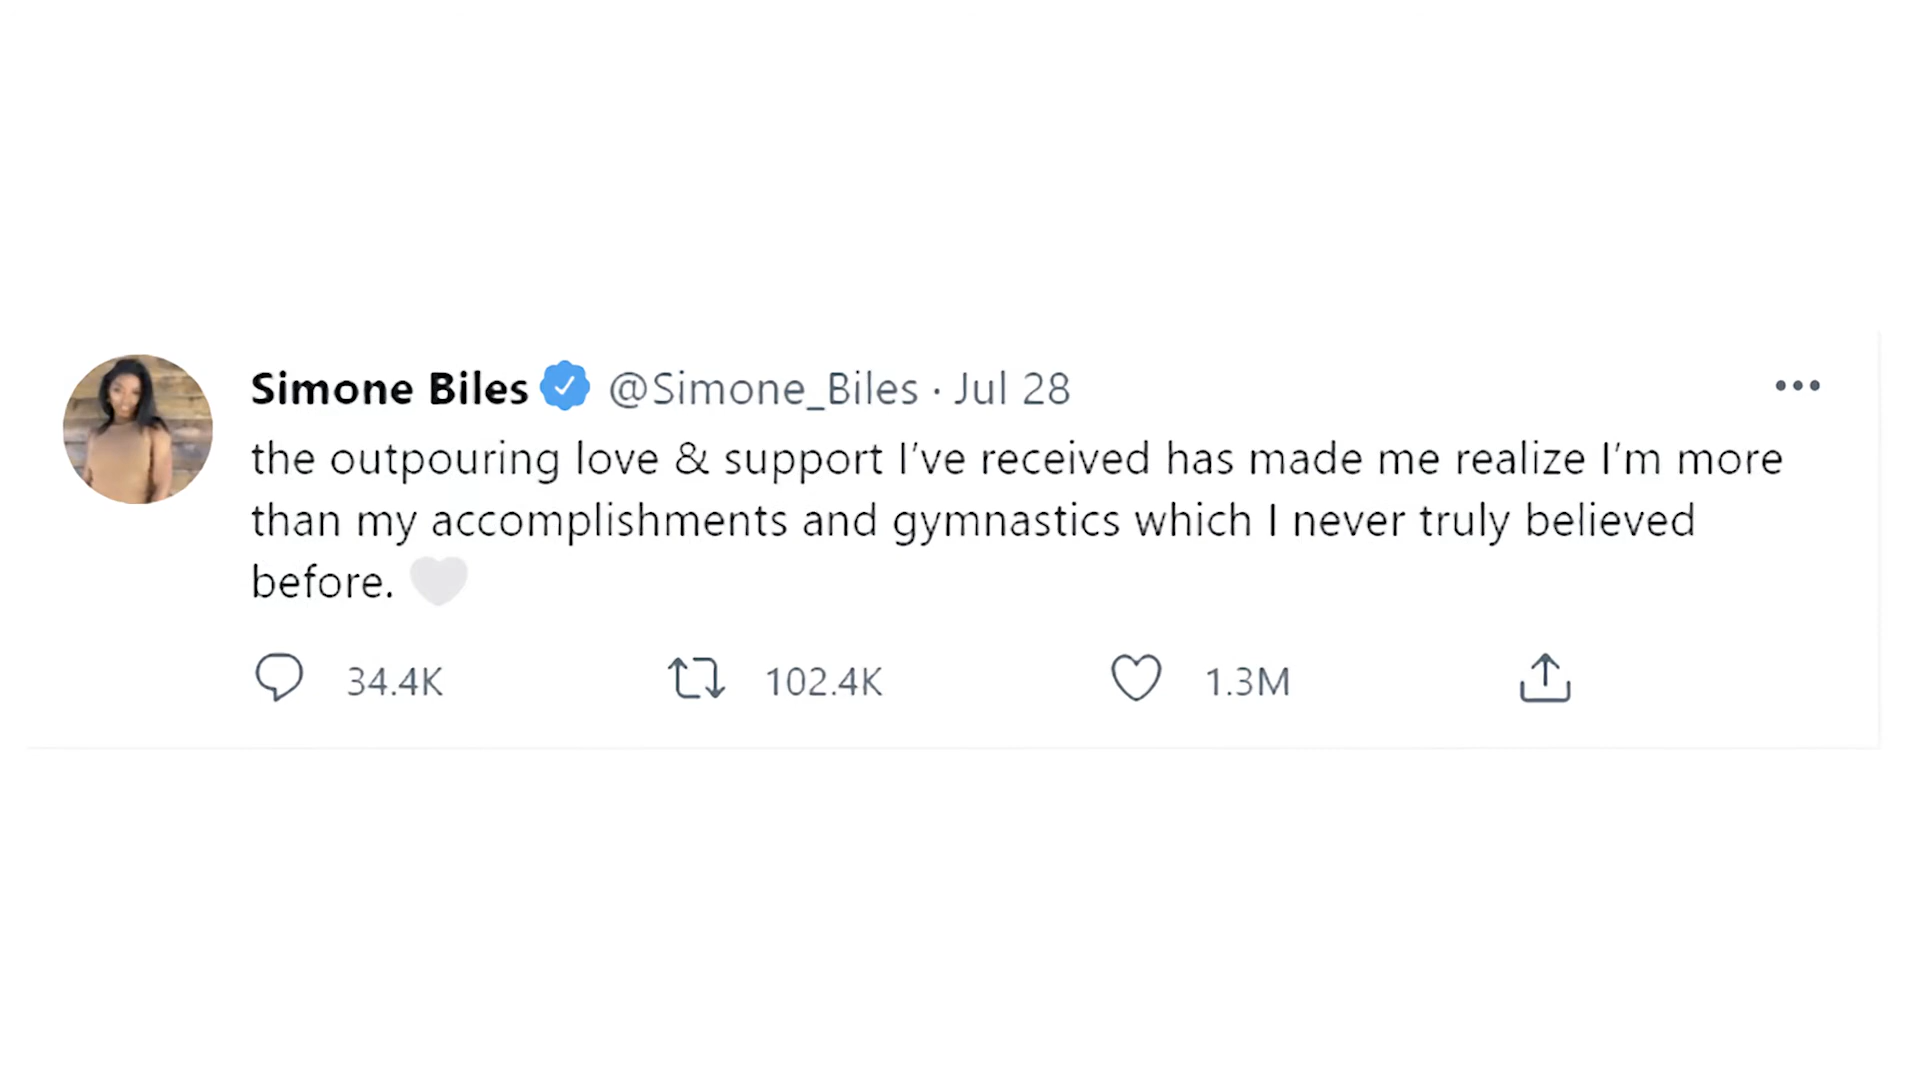 Simone Biles @Simone_Biles · Jul 28
the outpouring love & support I've received has made me realize I'm more
than my accomplishments and gymnastics which I never truly believed
before. 🤍
34.4K 102.4K 1.3M